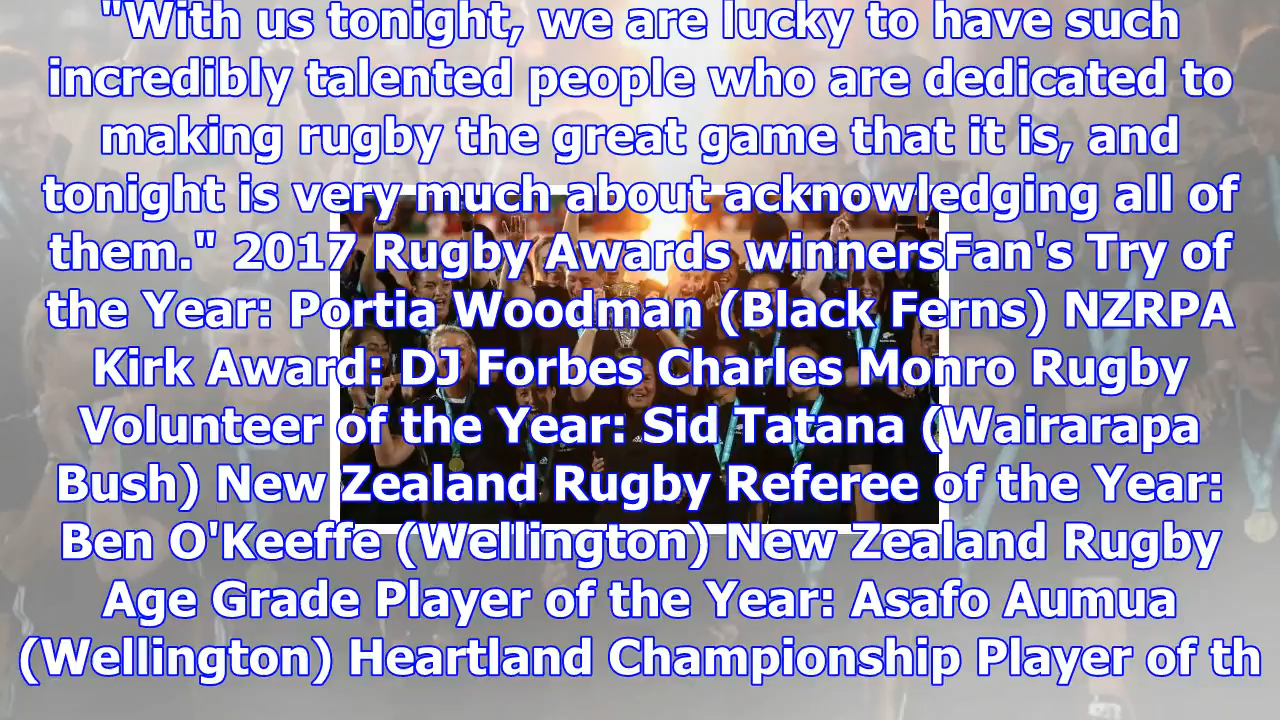 "With us tonight, we are lucky to have such
incredibly talented people who are dedicated to
making rugby the great game that it is, and
tonight is very much about acknowledging all of
them." 2017 Rugby Awards winnersFan's Try of
the Year: Portia Woodman (Black Ferns) NZRPA
Kirk Award: DJ Forbes Charles Monro Rugby
Volunteer of the Year: Sid Tatana (Wairarapa
Bush) New Zealand Rugby Referee of the Year:
Ben O'Keeffe (Wellington) New Zealand Rugby
Age Grade Player of the Year: Asafo Aumua
(Wellington) Heartland Championship Player of th